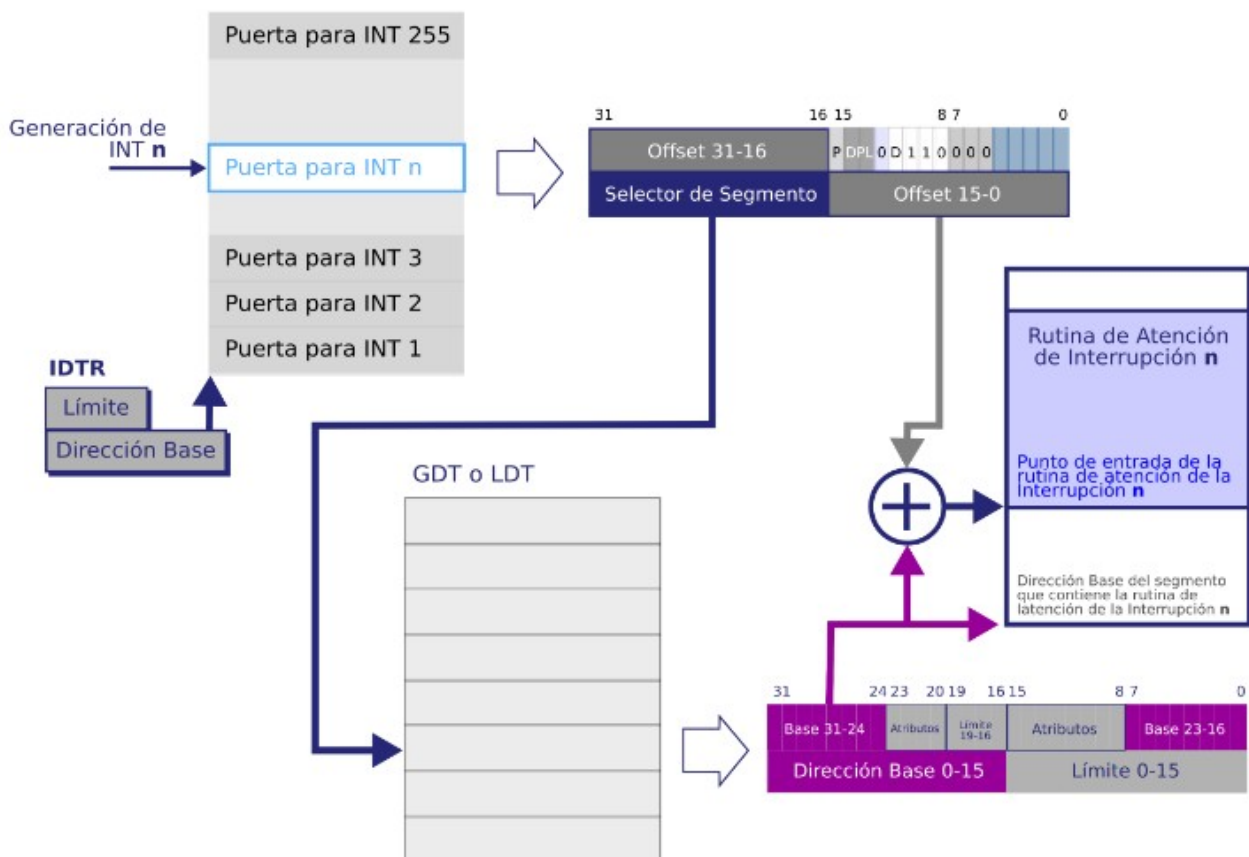 Puerta para INT 255
Generación de
INT n
Puerta para INT n
Puerta para INT 3
Puerta para INT 2
Puerta para INT 1
IDTR
Límite
Dirección Base
31 16 15 8 7 0
Offset 31-16 P DPL 0 D 1 1 0 0 0 0
Selector de Segmento Offset 15-0
Rutina de Atención
de Interrupción n
Punto de entrada de la
rutina de atención de la
Interrupción n
Dirección Base del segmento
que contiene la rutina de
latención de la Interrupción n
GDT o LDT
31 24 23 20 19 16 15 8 7 0
Base 31-24 Atributos Límite
19-16 Atributos Base 23-16
Dirección Base 0-15 Límite 0-15